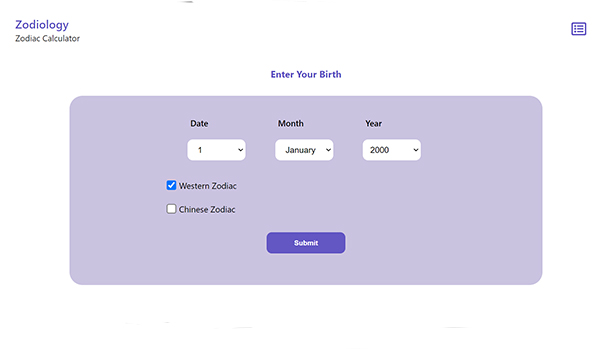 Zodiology
Zodiac Calculator
Enter Your Birth
Date Month Year
1 January 2000
Western Zodiac
Chinese Zodiac
Submit